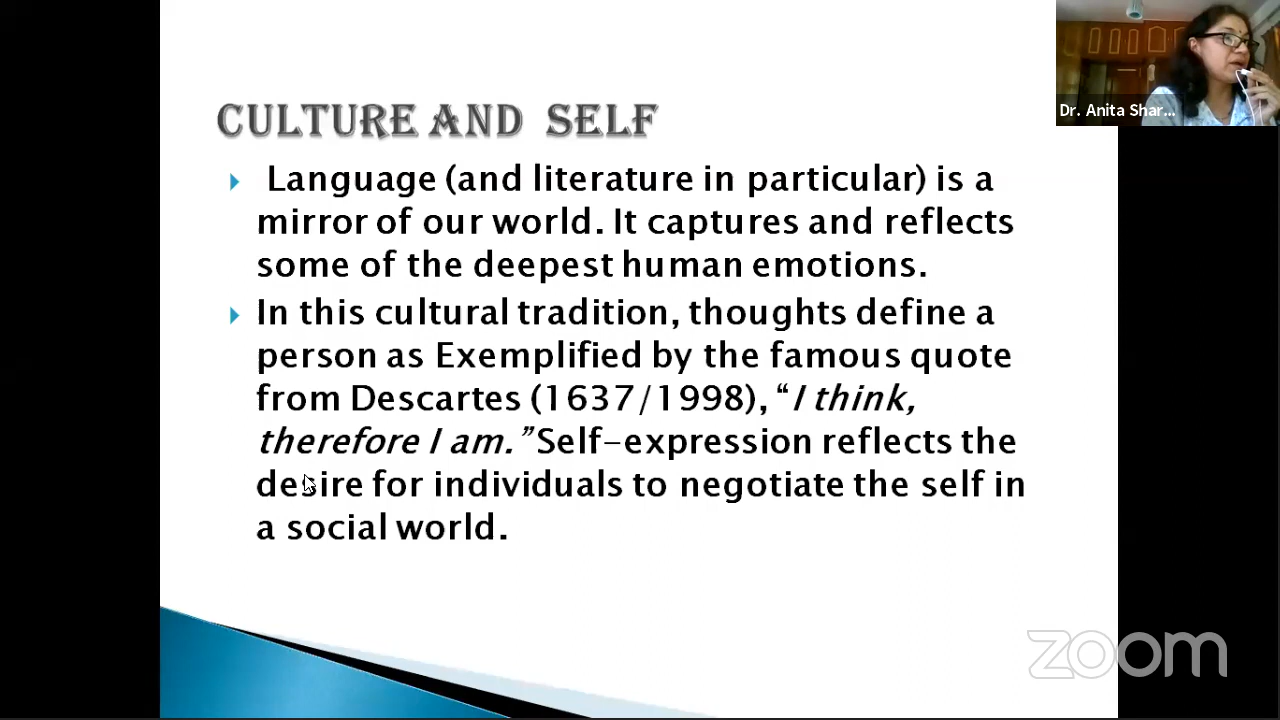 CULTURE AND SELF
Language (and literature in particular) is a
mirror of our world. It captures and reflects
some of the deepest human emotions.
In this cultural tradition, thoughts define a
person as Exemplified by the famous quote
from Descartes (1637/1998), “I think,
therefore I am.” Self-expression reflects the
desire for individuals to negotiate the self in
a social world.
Dr. Anita Shar...
zoom